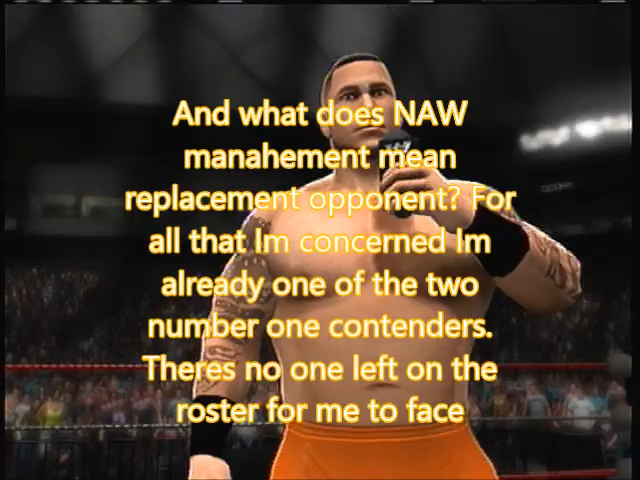 And what does NAW
manahement mean
replacement opponent? For
all that Im concerned Im
already one of the two
number one contenders.
Theres no one left on the
roster for me to face